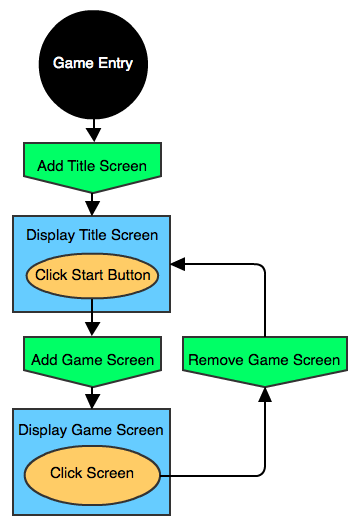 Game Entry
Add Title Screen
Display Title Screen
Click Start Button
Add Game Screen
Remove Game Screen
Display Game Screen
Click Screen